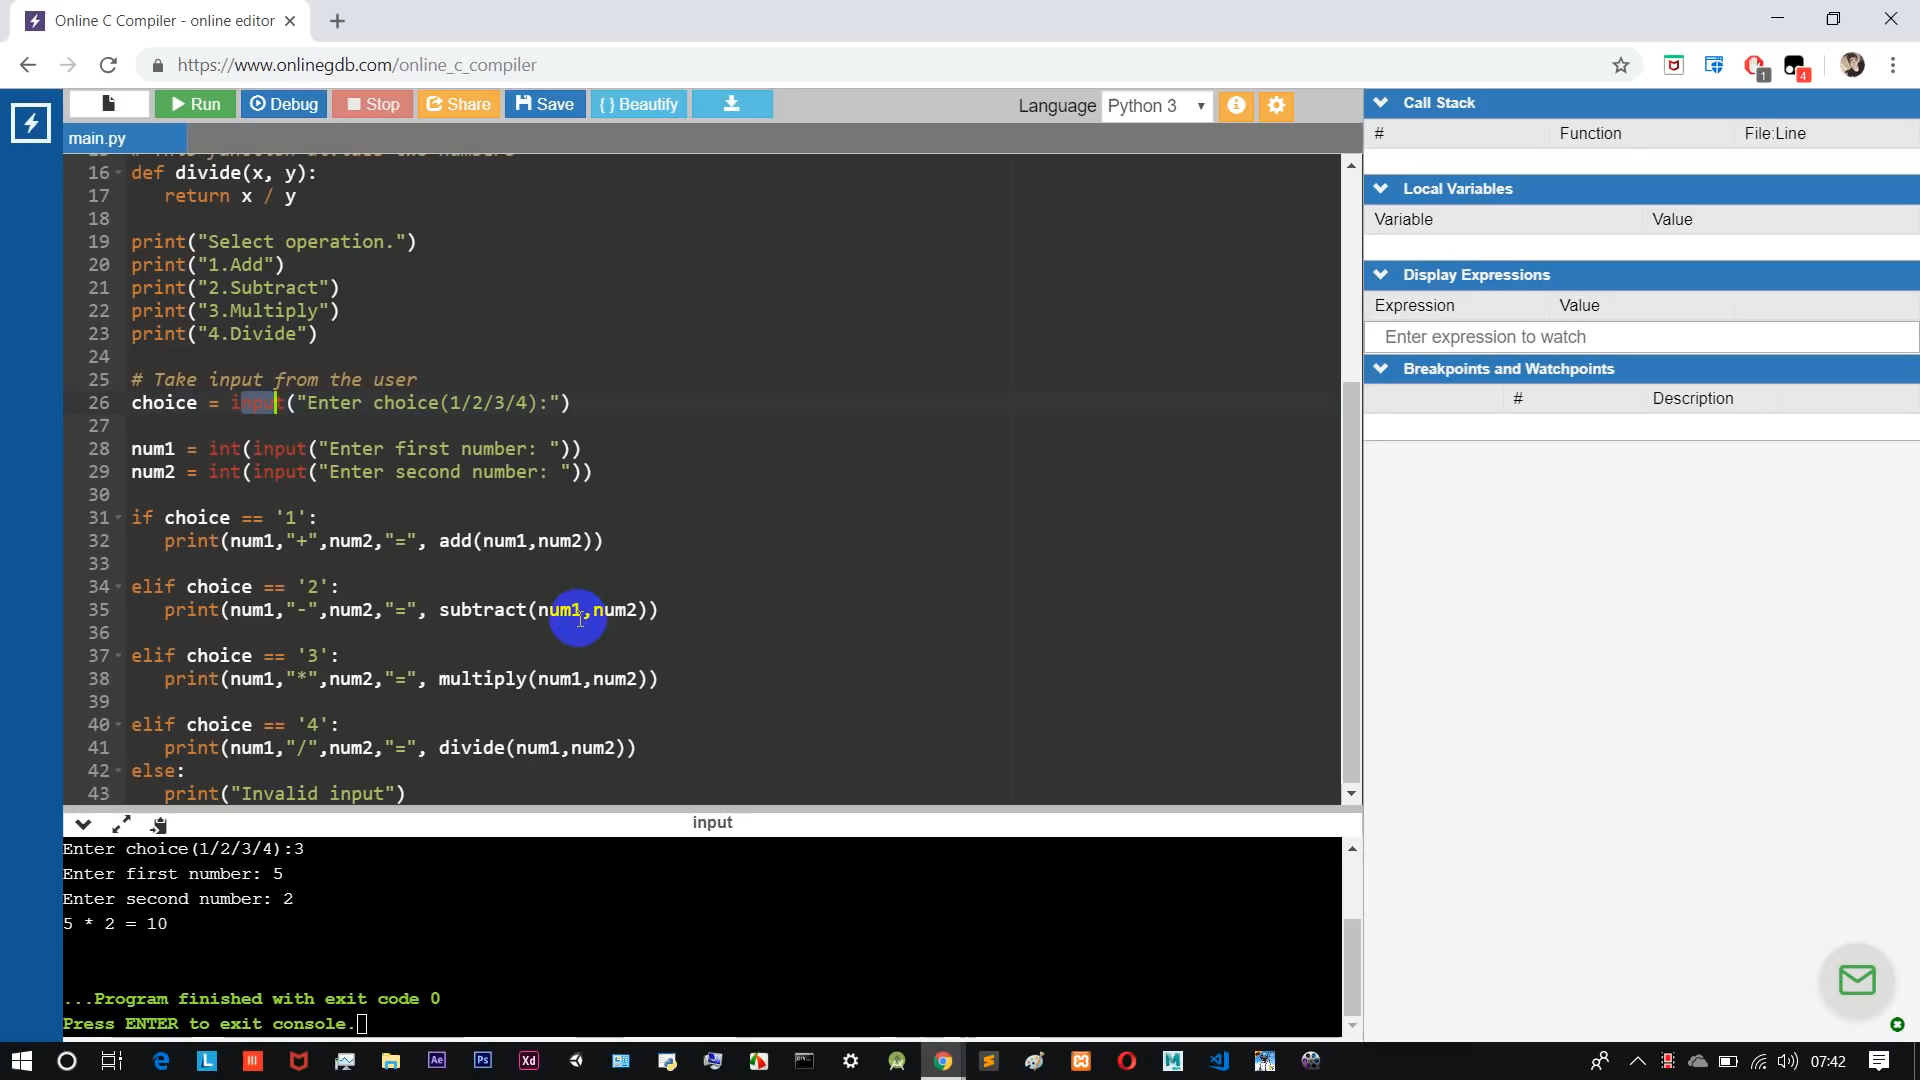 Online C Compiler - online editor
https://www.onlinegdb.com/online_c_compiler
1
4
Run
Debug
Stop
Share
Save
{ } Beautify
Language
Python 3
main.py
16 def divide(x, y):
17 return x / y
18
19 print("Select operation.")
20 print("1.Add")
21 print("2.Subtract")
22 print("3.Multiply")
23 print("4.Divide")
24
25 # Take input from the user
26 choice = input("Enter choice(1/2/3/4):")
27
28 num1 = int(input("Enter first number: "))
29 num2 = int(input("Enter second number: "))
30
31 if choice == '1':
32 print(num1,"+",num2,"=", add(num1,num2))
33
34 elif choice == '2':
35 print(num1,"-",num2,"=", subtract(num1,num2))
36
37 elif choice == '3':
38 print(num1,"*",num2,"=", multiply(num1,num2))
39
40 elif choice == '4':
41 print(num1,"/",num2,"=", divide(num1,num2))
42 else:
43 print("Invalid input")
input
Enter choice(1/2/3/4):3
Enter first number: 5
Enter second number: 2
5 * 2 = 10
...Program finished with exit code 0
Press ENTER to exit console.
Call Stack
# Function File:Line
Local Variables
Variable Value
Display Expressions
Expression Value
Enter expression to watch
Breakpoints and Watchpoints
# Description
L
Ae
Ps
Xd
07:42